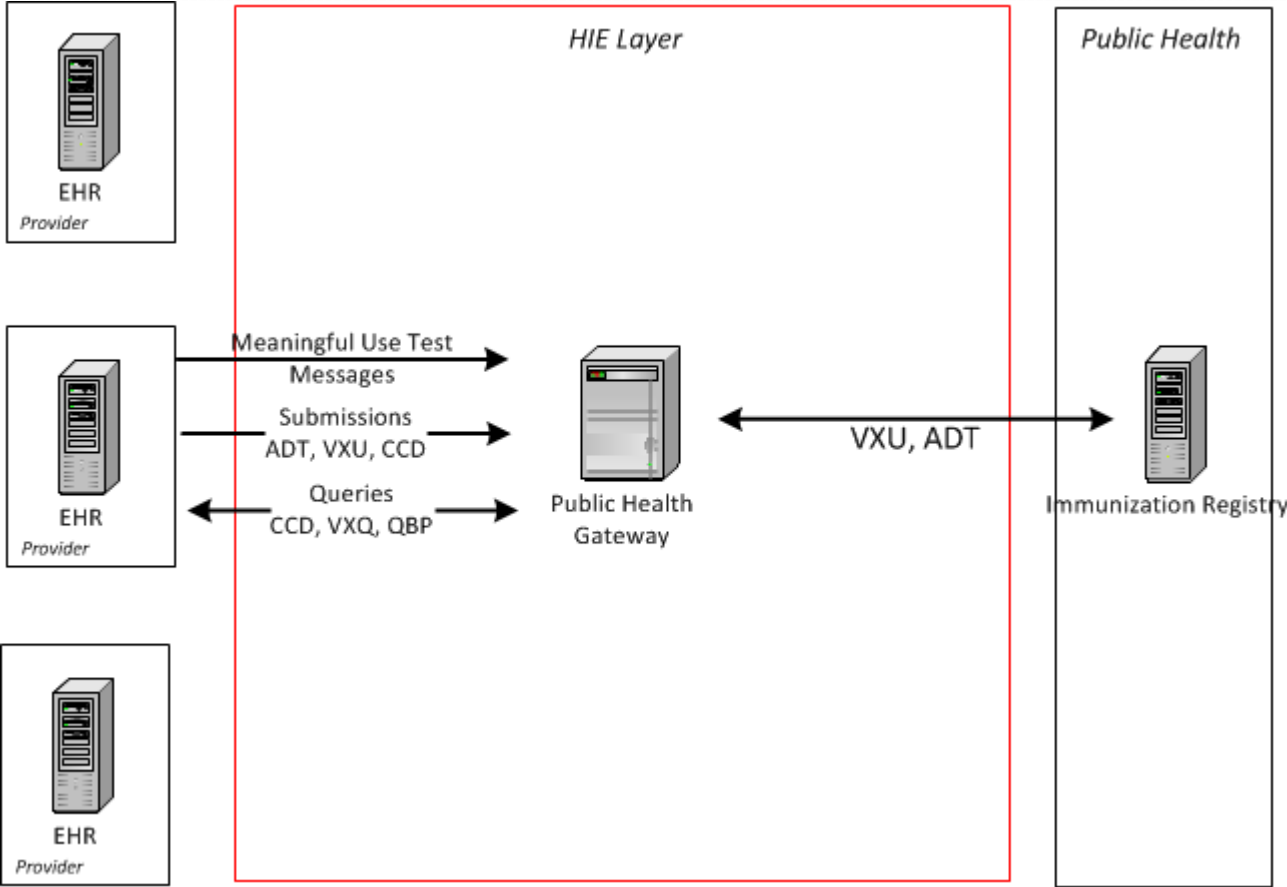 HIE Layer
Public Health
EHR
Provider
Meaningful Use Test
Messages
Submissions
ADT, VXU, CCD
Queries
CCD, VXQ, QBP
EHR
Provider
Public Health
Gateway
VXU, ADT
Immunization Registry
EHR
Provider